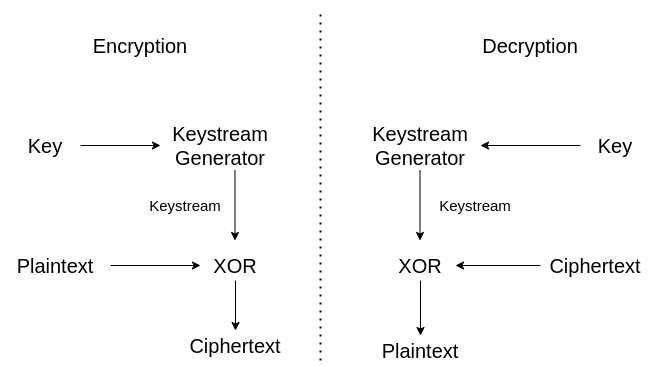 Encryption
Decryption
Key
Keystream
Generator
Keystream
Generator
Key
Keystream
Keystream
Plaintext
XOR
XOR
Ciphertext
Ciphertext
Plaintext